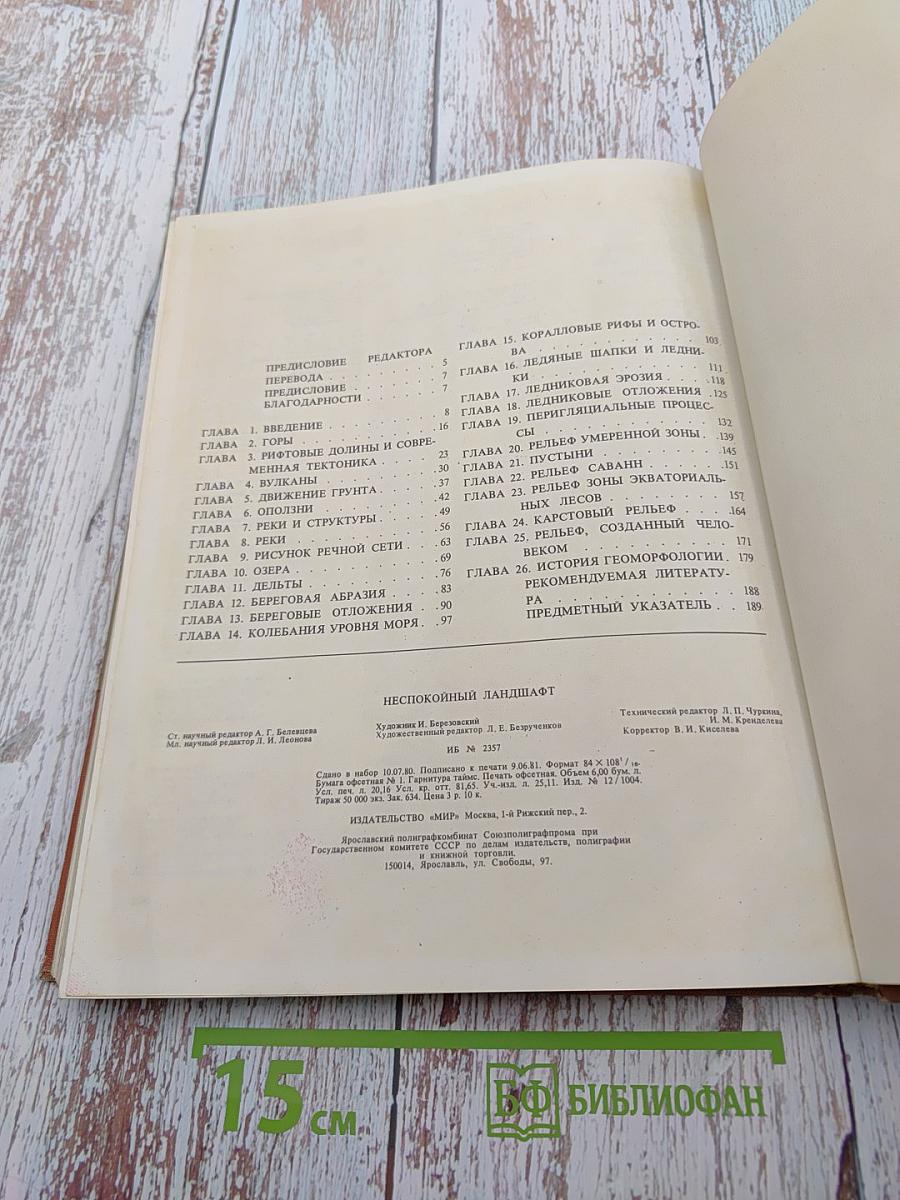 ПРЕДИСЛОВИЕ РЕДАКТОРА
ПЕРЕВОДА . . . . . . . . . 5
ПРЕДИСЛОВИЕ . . . . . . . 7
БЛАГОДАРНОСТИ . . . . . . 7
ГЛАВА 1. ВВЕДЕНИЕ . . . . . . . . 8
ГЛАВА 2. ГОРЫ . . . . . . . . . . 16
ГЛАВА 3. РИФТОВЫЕ ДОЛИНЫ И СОВРЕ-
МЕННАЯ ТЕКТОНИКА . . . . . 23
ГЛАВА 4. ВУЛКАНЫ . . . . . . . . 30
ГЛАВА 5. ДВИЖЕНИЕ ГРУНТА . . . . . 37
ГЛАВА 6. ОПОЛЗНИ . . . . . . . . 42
ГЛАВА 7. РЕКИ И СТРУКТУРЫ . . . . . 49
ГЛАВА 8. РЕКИ . . . . . . . . . . 56
ГЛАВА 9. РИСУНОК РЕЧНОЙ СЕТИ . . . 63
ГЛАВА 10. ОЗЕРА . . . . . . . . . 69
ГЛАВА 11. ДЕЛЬТЫ . . . . . . . . 76
ГЛАВА 12. БЕРЕГОВАЯ АБРАЗИЯ . . . . 83
ГЛАВА 13. БЕРЕГОВЫЕ ОТЛОЖЕНИЯ . . 90
ГЛАВА 14. КОЛЕБАНИЯ УРОВНЯ МОРЯ . . 97
ГЛАВА 15. КОРАЛЛОВЫЕ РИФЫ И ОСТРО-
ВА . . . . . . . . . . . 103
ГЛАВА 16. ЛЕДЯНЫЕ ШАПКИ И ЛЕДНИ-
КИ . . . . . . . . . . . 111
ГЛАВА 17. ЛЕДНИКОВАЯ ЭРОЗИЯ . . . . 118
ГЛАВА 18. ЛЕДНИКОВЫЕ ОТЛОЖЕНИЯ . 125
ГЛАВА 19. ПЕРИГЛЯЦИАЛЬНЫЕ ПРОЦЕС-
СЫ . . . . . . . . . . . 132
ГЛАВА 20. РЕЛЬЕФ УМЕРЕННОЙ ЗОНЫ . . 139
ГЛАВА 21. ПУСТЫНИ . . . . . . . . 145
ГЛАВА 22. РЕЛЬЕФ САВАНН . . . . . . 151
ГЛАВА 23. РЕЛЬЕФ ЗОНЫ ЭКВАТОРИАЛЬ-
НЫХ ЛЕСОВ . . . . . . . . 157
ГЛАВА 24. КАРСТОВЫЙ РЕЛЬЕФ . . . . 164
ГЛАВА 25. РЕЛЬЕФ, СОЗДАННЫЙ ЧЕЛО-
ВЕКОМ . . . . . . . . . . 171
ГЛАВА 26. ИСТОРИЯ ГЕОМОРФОЛОГИИ . 179
РЕКОМЕНДУЕМАЯ ЛИТЕРАТУ-
РА . . . . . . . . . . . 188
ПРЕДМЕТНЫЙ УКАЗАТЕЛЬ . . 189
НЕСПОКОЙНЫЙ ЛАНДШАФТ
Ст. научный редактор А. Г. Белевцева
Мл. научный редактор Л. И. Леонова
Художник И. Березовский
Художественный редактор Л. Е. Безрученков
Технический редактор Л. П. Чуркина,
И. М. Кренделева
Корректор В. И. Киселева
ИБ № 2357
Сдано в набор 10.07.80. Подписано к печати 9.06.81. Формат 84 × 108¹/₁₆.
Бумага офсетная № 1. Гарнитура таймс. Печать офсетная. Объем 6,00 бум. л.
Усл. печ. л. 20,16 Усл. кр. отт. 81,65. Уч.-изд. л. 25,11. Изд. № 12/1004.
Тираж 50 000 экз. Зак. 634. Цена 3 р. 10 к.
ИЗДАТЕЛЬСТВО «МИР» Москва, 1-й Рижский пер., 2.
Ярославский полиграфкомбинат Союзполиграфпрома при
Государственном комитете СССР по делам издательств, полиграфии
и книжной торговли.
150014, Ярославль, ул. Свободы, 97.
15 см
БФ БИБЛИОФАН